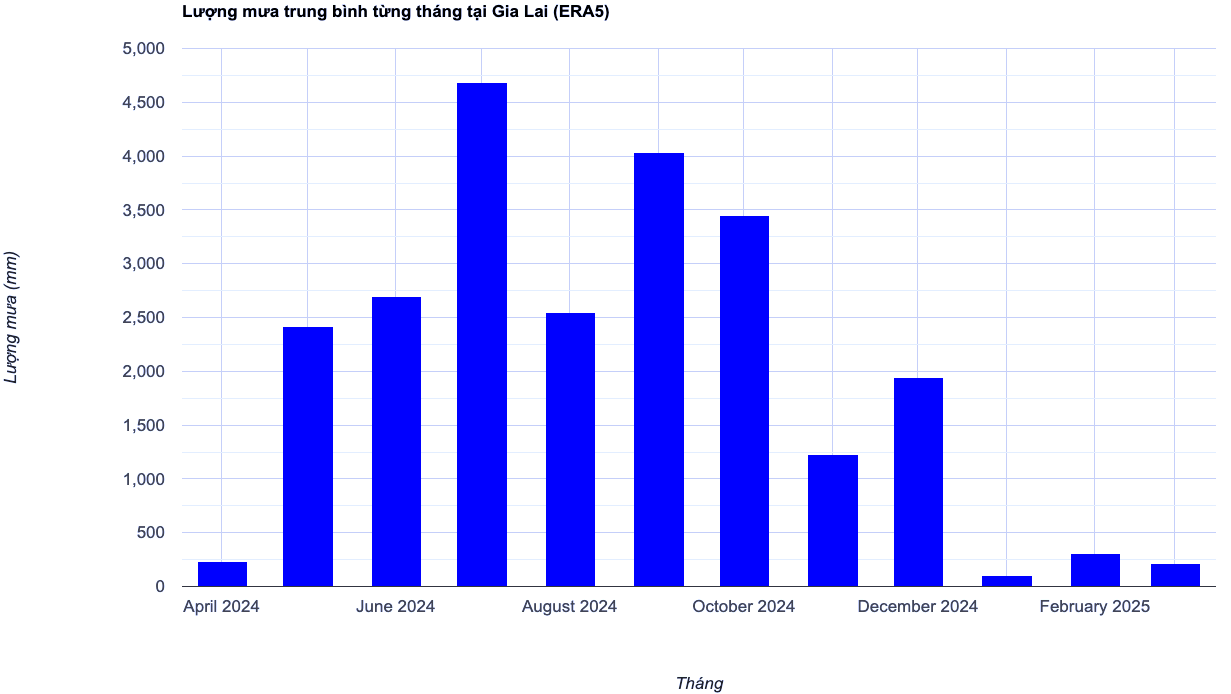 Lượng mưa trung bình từng tháng tại Gia Lai (ERA5)
5,000
4,500
4,000
3,500
3,000
2,500
2,000
1,500
1,000
500
0
Lượng mưa (mm)
April 2024 June 2024 August 2024 October 2024 December 2024 February 2025
Tháng